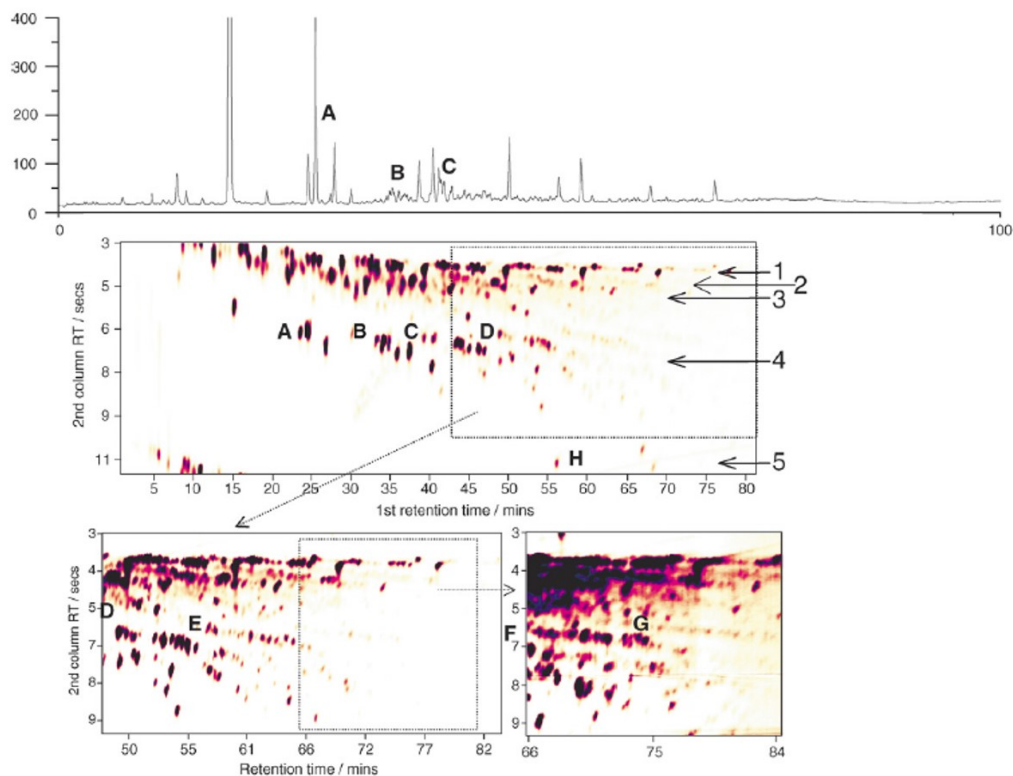 400
300
200
100
0
A
B
C
0
100
3
5
6
8
9
11
2nd column RT / secs
A
B
C
D
H
1
2
3
4
5
5 10 15 20 25 30 35 40 45 50 55 60 65 70 75 80
1st retention time / mins
3
4
5
7
8
9
2nd column RT / secs
D
E
50 55 61 66 72 77 82
Retention time / mins
3
4
5
7
8
9
F
G
66 75 84